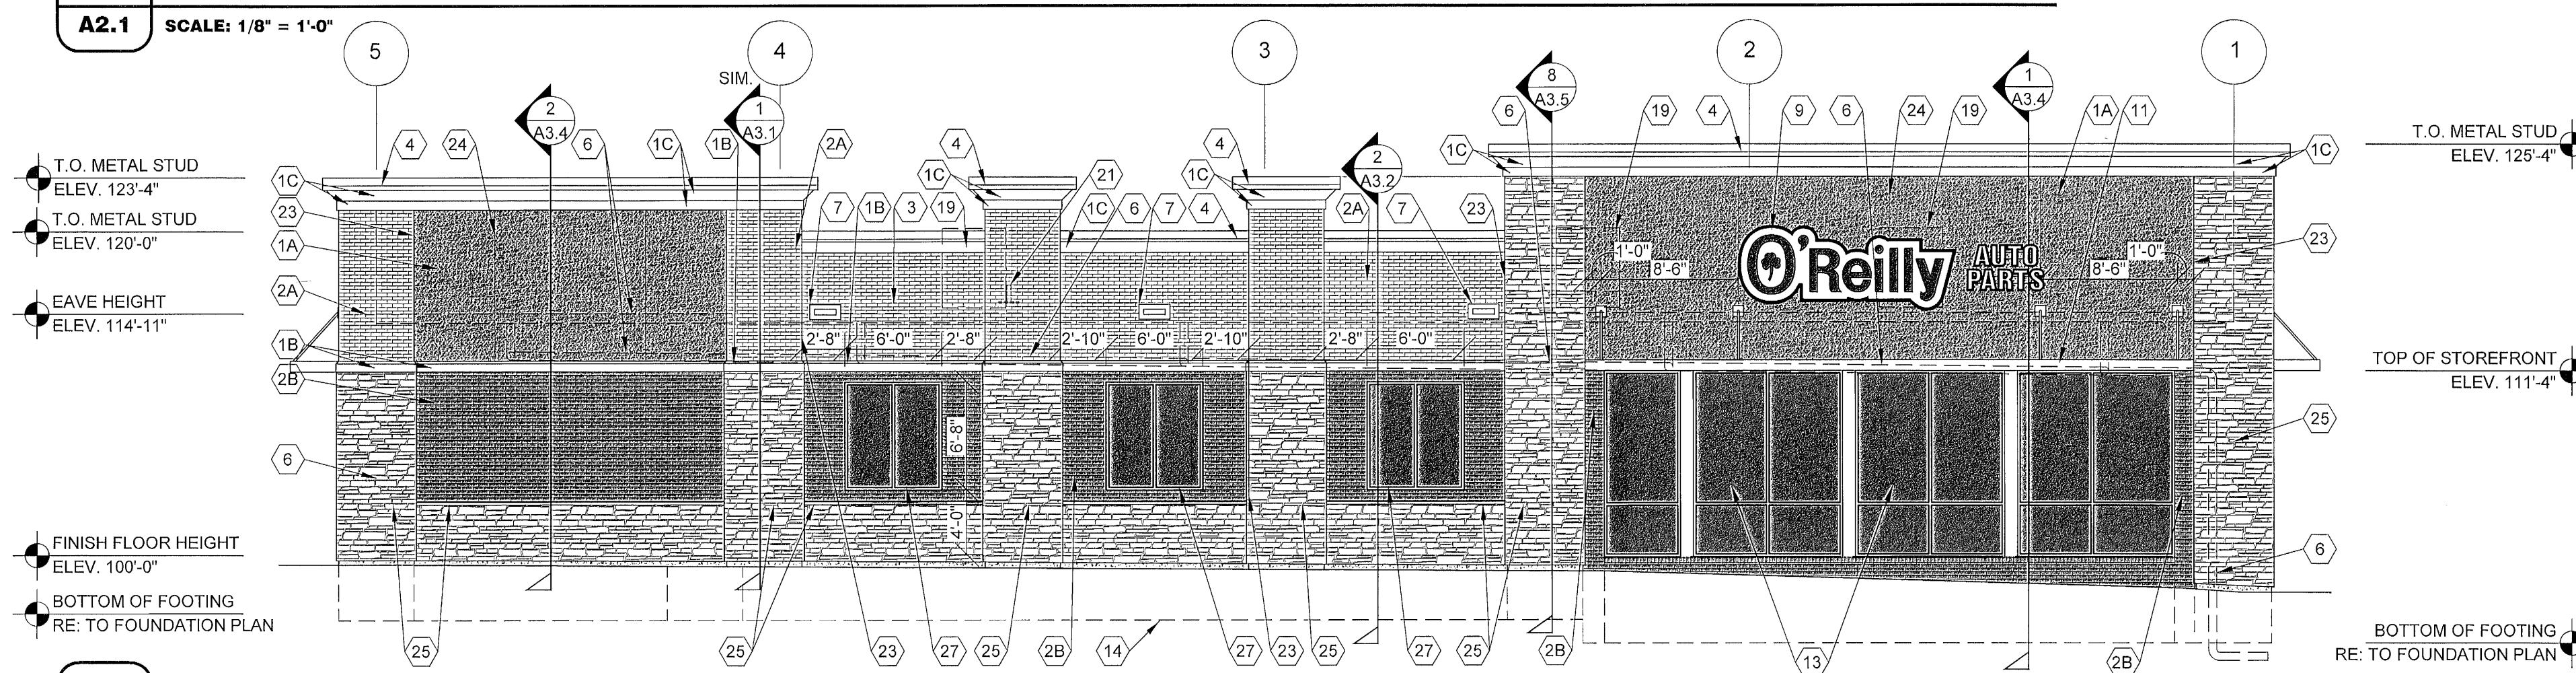 A2.1 SCALE: 1/8" = 1'-0"
5 4 3 2 1
SIM.
2 A3.4
1 A3.1
2 A3.2
8 A3.5
1 A3.4
4 24 6 1C 1B 2A 4 1C 21 4 1C 6 19 4 9 6 24 19 1A 11
T.O. METAL STUD
ELEV. 123'-4"
T.O. METAL STUD
ELEV. 120'-0"
EAVE HEIGHT
ELEV. 114'-11"
FINISH FLOOR HEIGHT
ELEV. 100'-0"
BOTTOM OF FOOTING
RE: TO FOUNDATION PLAN
1C
23
1A
2A
1B
2B
6
7 1B 3 19 1C 6 7 4 2A 7 23
1C 1C
2'-8" 6'-0" 2'-8" 2'-10" 6'-0" 2'-10" 2'-8" 6'-0"
6'-8"
4'-0"
1'-0" 8'-6" 8'-6" 1'-0"
O'Reilly AUTO PARTS
T.O. METAL STUD
ELEV. 125'-4"
TOP OF STOREFRONT
ELEV. 111'-4"
BOTTOM OF FOOTING
RE: TO FOUNDATION PLAN
23
25
6
25 25 23 27 25 2B 14 27 23 25 27 25 2B 13 2B